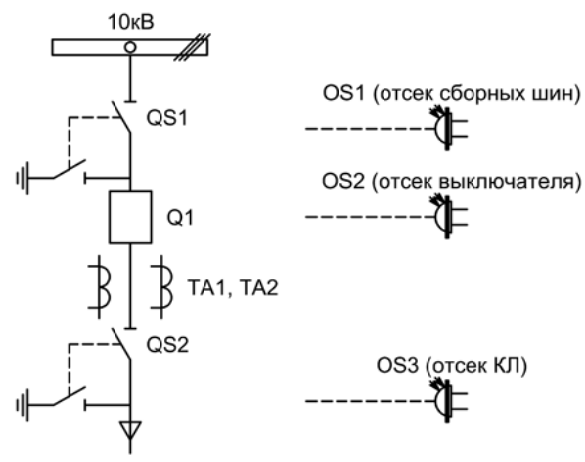 10кВ
OS1 (отсек сборных шин)
QS1
OS2 (отсек выключателя)
Q1
TA1, TA2
QS2
OS3 (отсек КЛ)